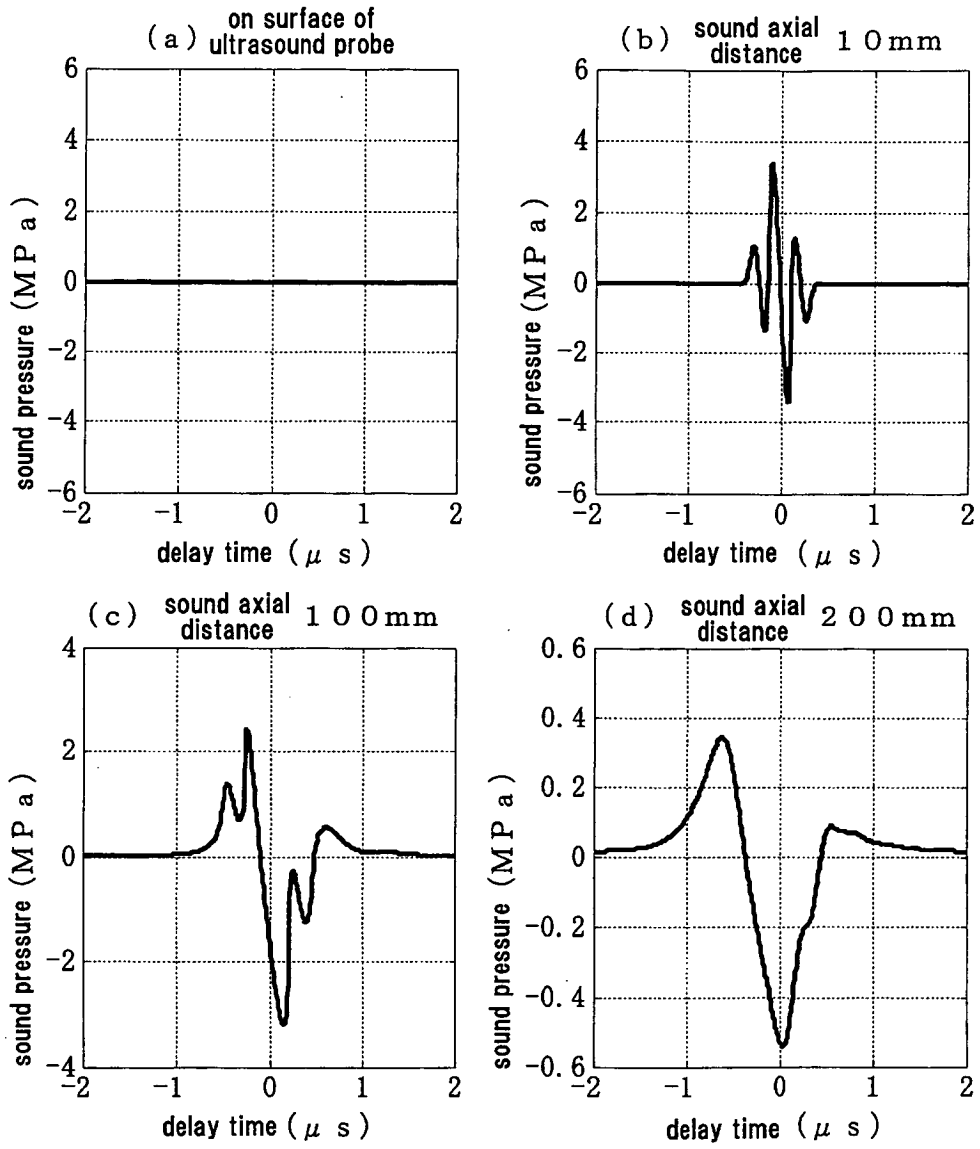 (a) on surface of
ultrasound probe
6
4
2
0
-2
-4
-6
-2 -1 0 1 2
sound pressure (MPa)
delay time (μs)
(b) sound axial
distance 10mm
6
4
2
0
-2
-4
-6
-2 -1 0 1 2
sound pressure (MPa)
delay time (μs)
(c) sound axial
distance 100mm
4
2
0
-2
-4
-2 -1 0 1 2
sound pressure (MPa)
delay time (μs)
(d) sound axial
distance 200mm
0.6
0.4
0.2
0
-0.2
-0.4
-0.6
-2 -1 0 1 2
sound pressure (MPa)
delay time (μs)